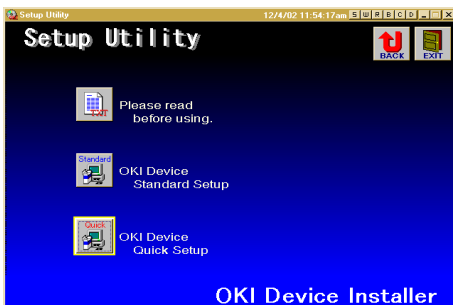 Setup Utility
12/4/02 11:54:17am S W R B C D
Setup Utility
BACK
EXIT
TXT
Please read
before using.
Standard
OKI Device
Standard Setup
Quick
OKI Device
Quick Setup
OKI Device Installer